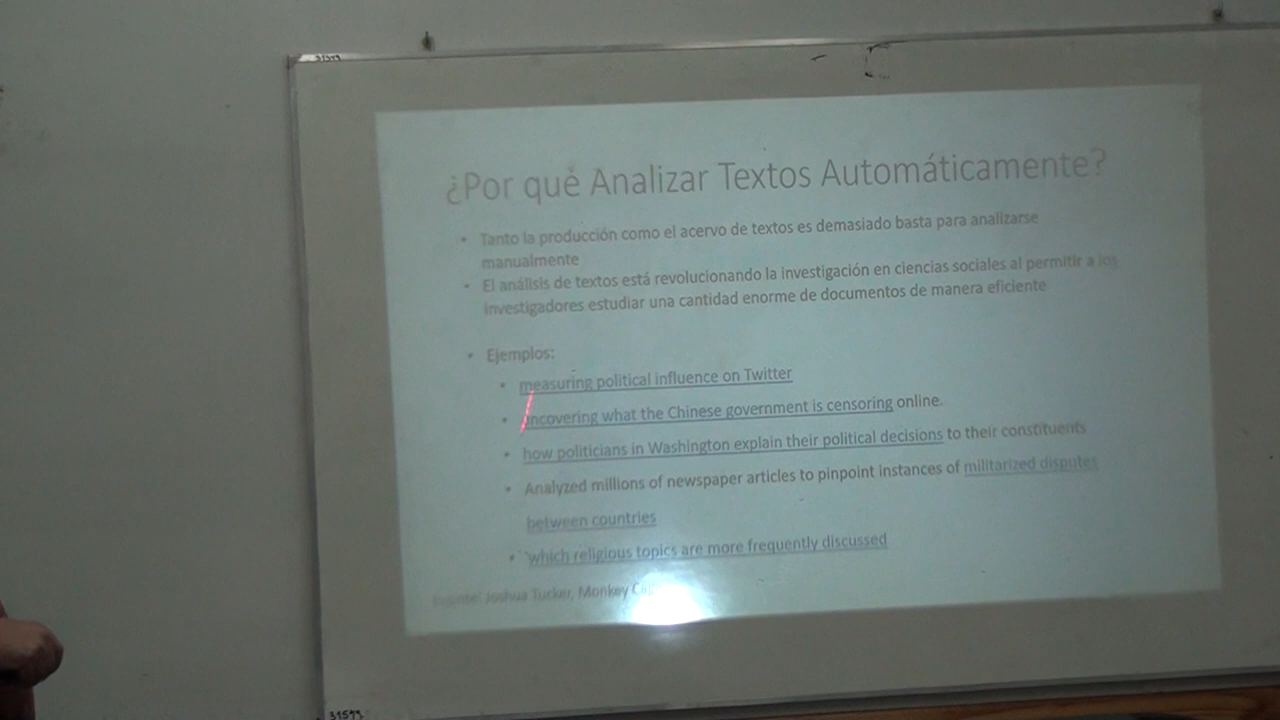 31599
¿Por qué Analizar Textos Automáticamente?
• Tanto la producción como el acervo de textos es demasiado basta para analizarse
manualmente
• El análisis de textos está revolucionando la investigación en ciencias sociales al permitir a los
investigadores estudiar una cantidad enorme de documentos de manera eficiente
• Ejemplos:
• measuring political influence on Twitter
• uncovering what the Chinese government is censoring online.
• how politicians in Washington explain their political decisions to their constituents
• Analyzed millions of newspaper articles to pinpoint instances of militarized disputes
between countries
• which religious topics are more frequently discussed
Joshua Tucker, Monkey
31599